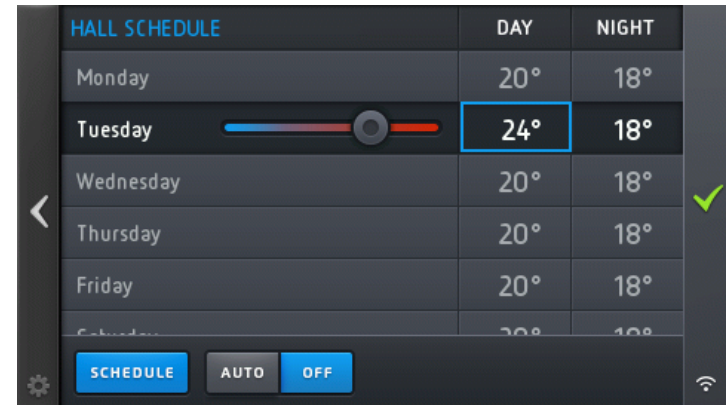 HALL SCHEDULE DAY NIGHT
Monday 20° 18°
Tuesday 24° 18°
Wednesday 20° 18°
Thursday 20° 18°
Friday 20° 18°
SCHEDULE AUTO OFF